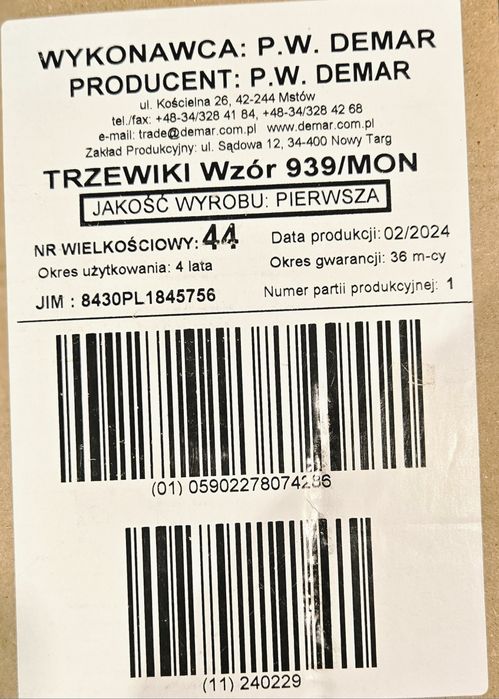 WYKONAWCA: P.W. DEMAR
PRODUCENT: P.W. DEMAR
ul. Kościelna 26, 42-244 Mstów
tel./fax: +48-34/328 41 84, +48-34/328 42 68
e-mail: trade@demar.com.pl www.demar.com.pl
Zakład Produkcyjny: ul. Sądowa 12, 34-400 Nowy Targ
TRZEWIKI Wzór 939/MON
JAKOŚĆ WYROBU: PIERWSZA
NR WIELKOŚCIOWY: 44 Data produkcji: 02/2024
Okres użytkowania: 4 lata Okres gwarancji: 36 m-cy
JIM : 8430PL1845756 Numer partii produkcyjnej: 1
(01) 05902278074286
(11) 240229